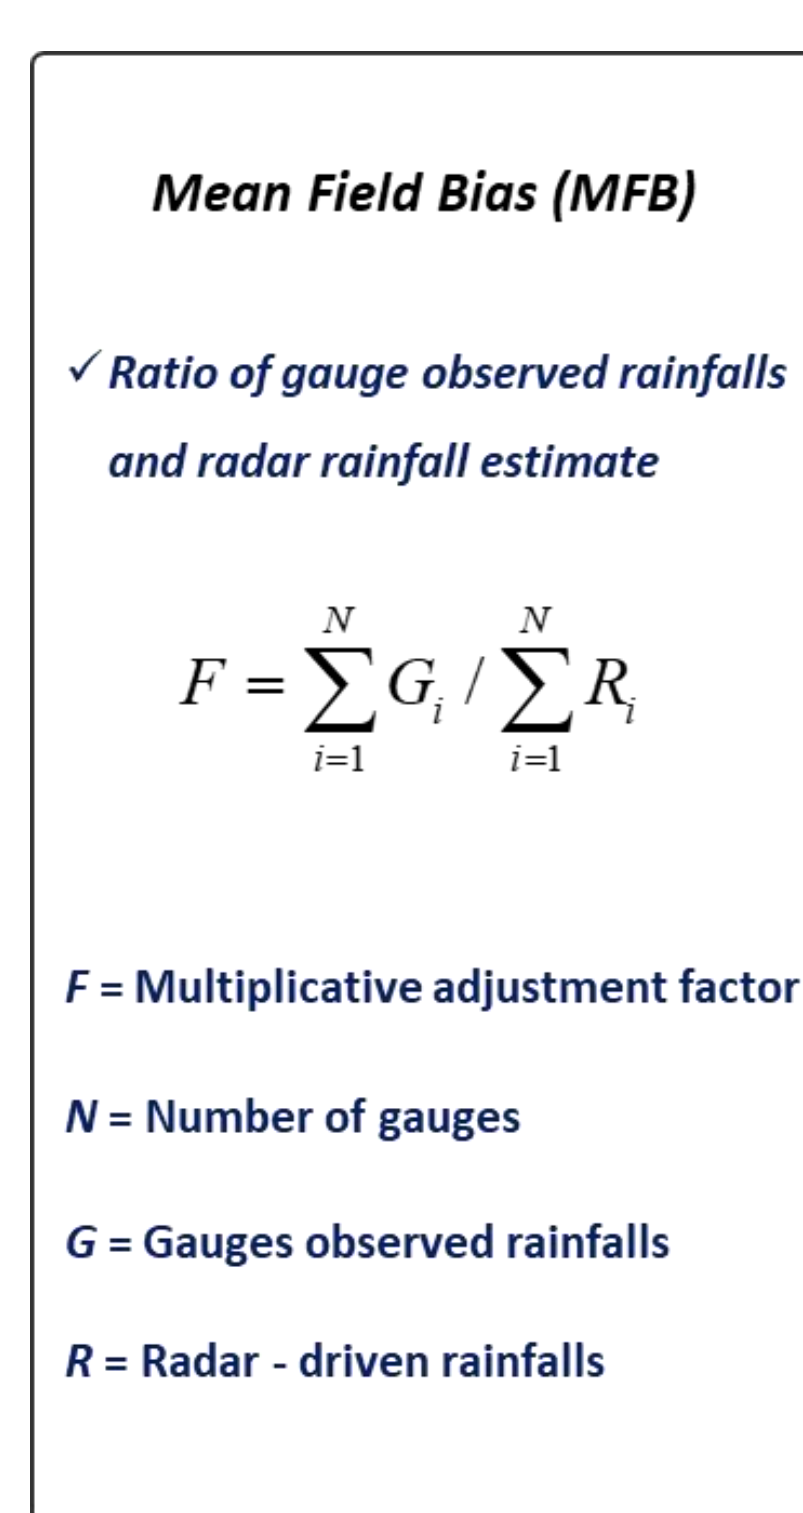 Mean Field Bias (MFB)
✓ Ratio of gauge observed rainfalls
and radar rainfall estimate
F = ∑_{i=1}^{N} G_i / ∑_{i=1}^{N} R_i
F = Multiplicative adjustment factor
N = Number of gauges
G = Gauges observed rainfalls
R = Radar - driven rainfalls